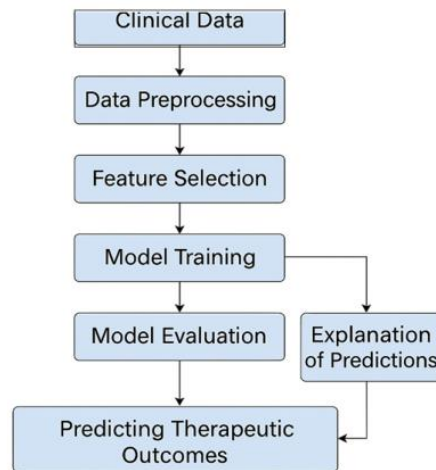 Clinical Data
Data Preprocessing
Feature Selection
Model Training
Model Evaluation
Explanation
of Predictions
Predicting Therapeutic
Outcomes